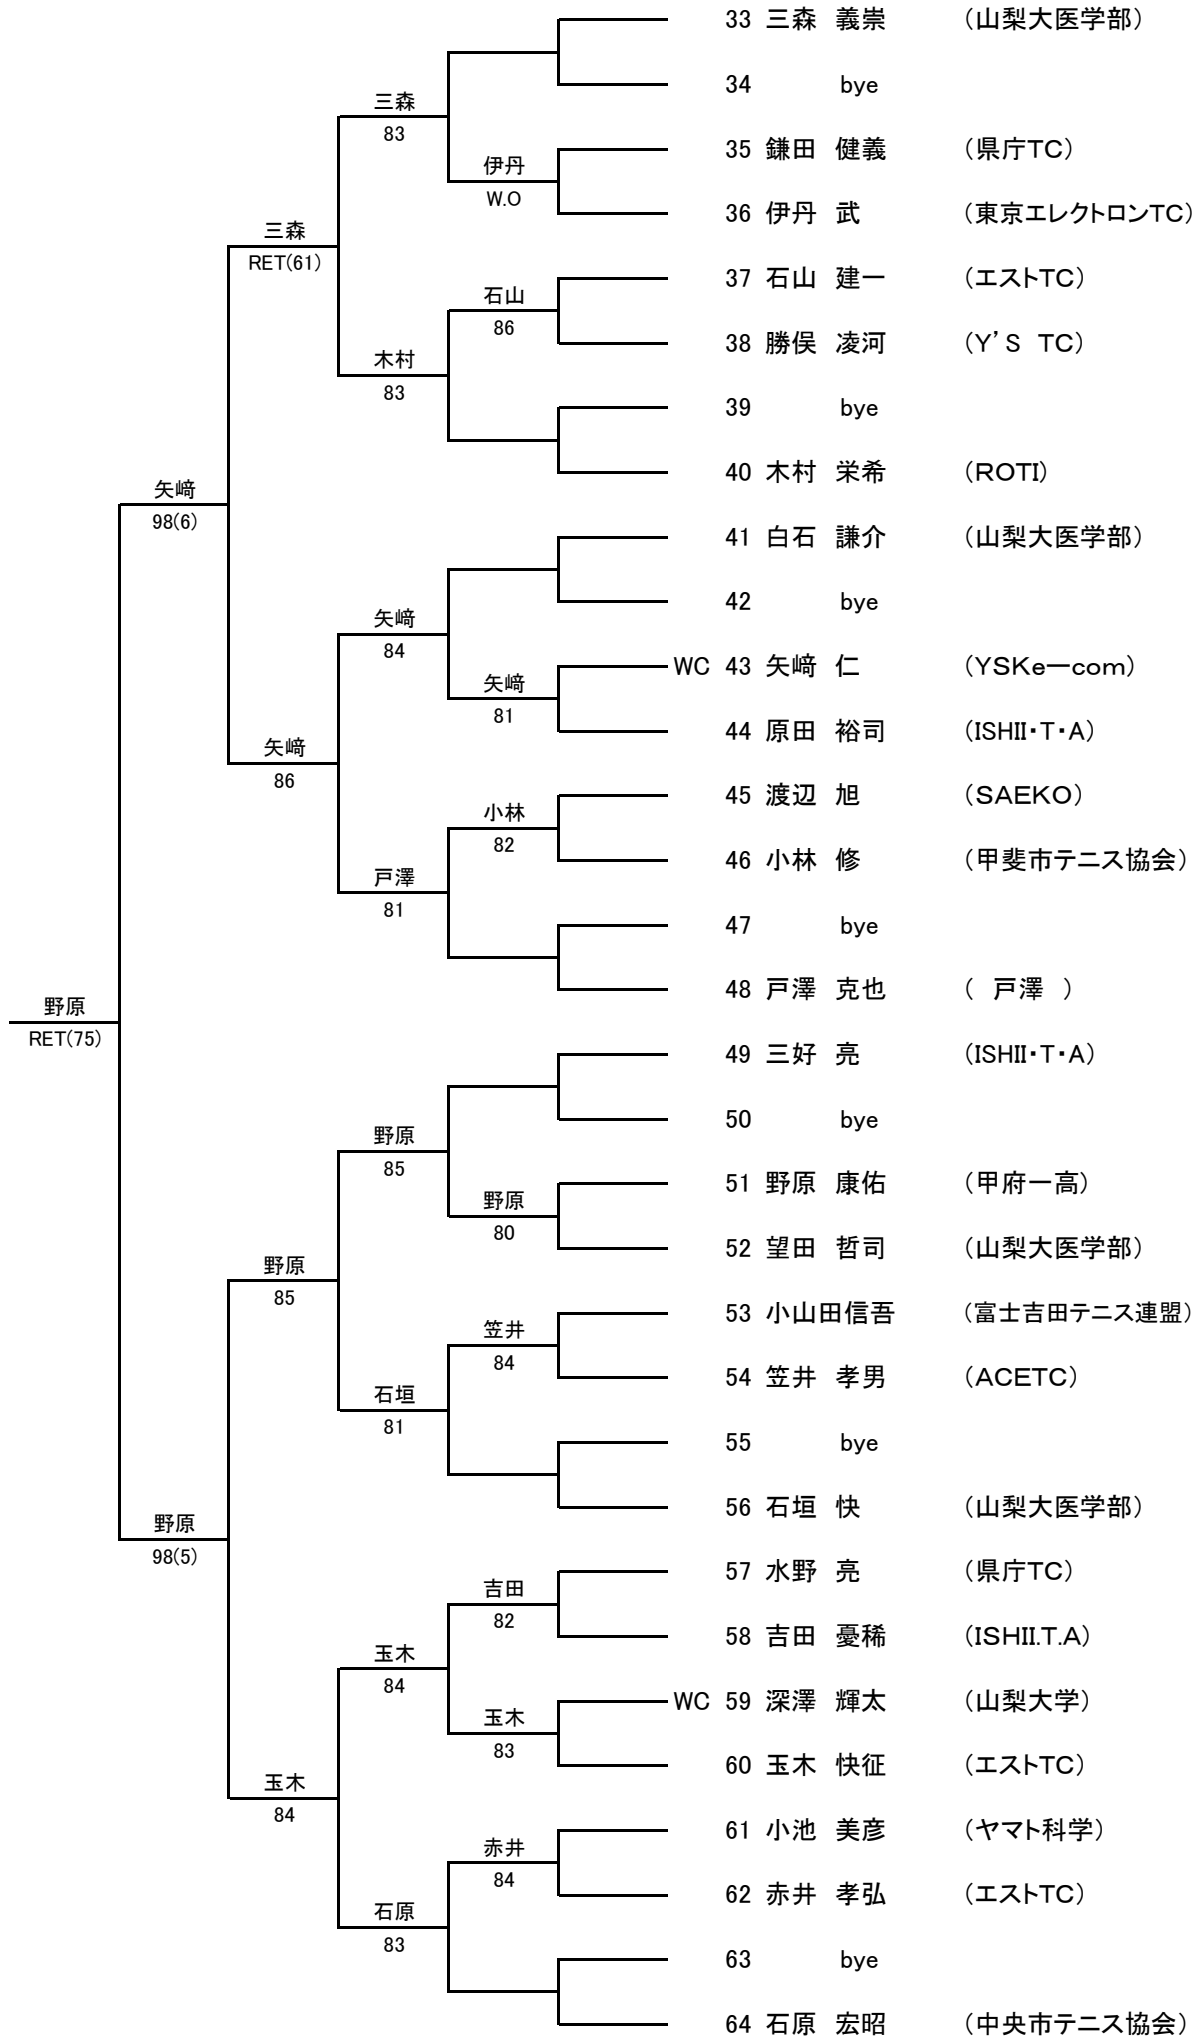 33 三森 義崇 （山梨大医学部）
34 bye
三森
83
35 鎌田 健義 （県庁TC）
伊丹
W.O
36 伊丹 武 （東京エレクトロンTC）
三森
RET(61)
37 石山 建一 （エストTC）
石山
86
38 勝俣 凌河 （Y'S TC）
木村
83
39 bye
40 木村 栄希 （ROTI）
矢﨑
98(6)
41 白石 謙介 （山梨大医学部）
42 bye
矢﨑
84
WC 43 矢﨑 仁 （YSKe－com）
矢﨑
81
44 原田 裕司 （ISHII・T・A）
矢﨑
86
45 渡辺 旭 （SAEKO）
小林
82
46 小林 修 （甲斐市テニス協会）
戸澤
81
47 bye
48 戸澤 克也 （ 戸澤 ）
野原
RET(75)
49 三好 亮 （ISHII・T・A）
50 bye
野原
85
51 野原 康佑 （甲府一高）
野原
80
52 望田 哲司 （山梨大医学部）
野原
85
53 小山田信吾 （富士吉田テニス連盟）
笠井
84
54 笠井 孝男 （ACETC）
石垣
81
55 bye
56 石垣 快 （山梨大医学部）
野原
98(5)
57 水野 亮 （県庁TC）
吉田
82
58 吉田 憂稀 （ISHII.T.A）
玉木
84
WC 59 深澤 輝太 （山梨大学）
玉木
83
60 玉木 快征 （エストTC）
玉木
84
61 小池 美彦 （ヤマト科学）
赤井
84
62 赤井 孝弘 （エストTC）
石原
83
63 bye
64 石原 宏昭 （中央市テニス協会）